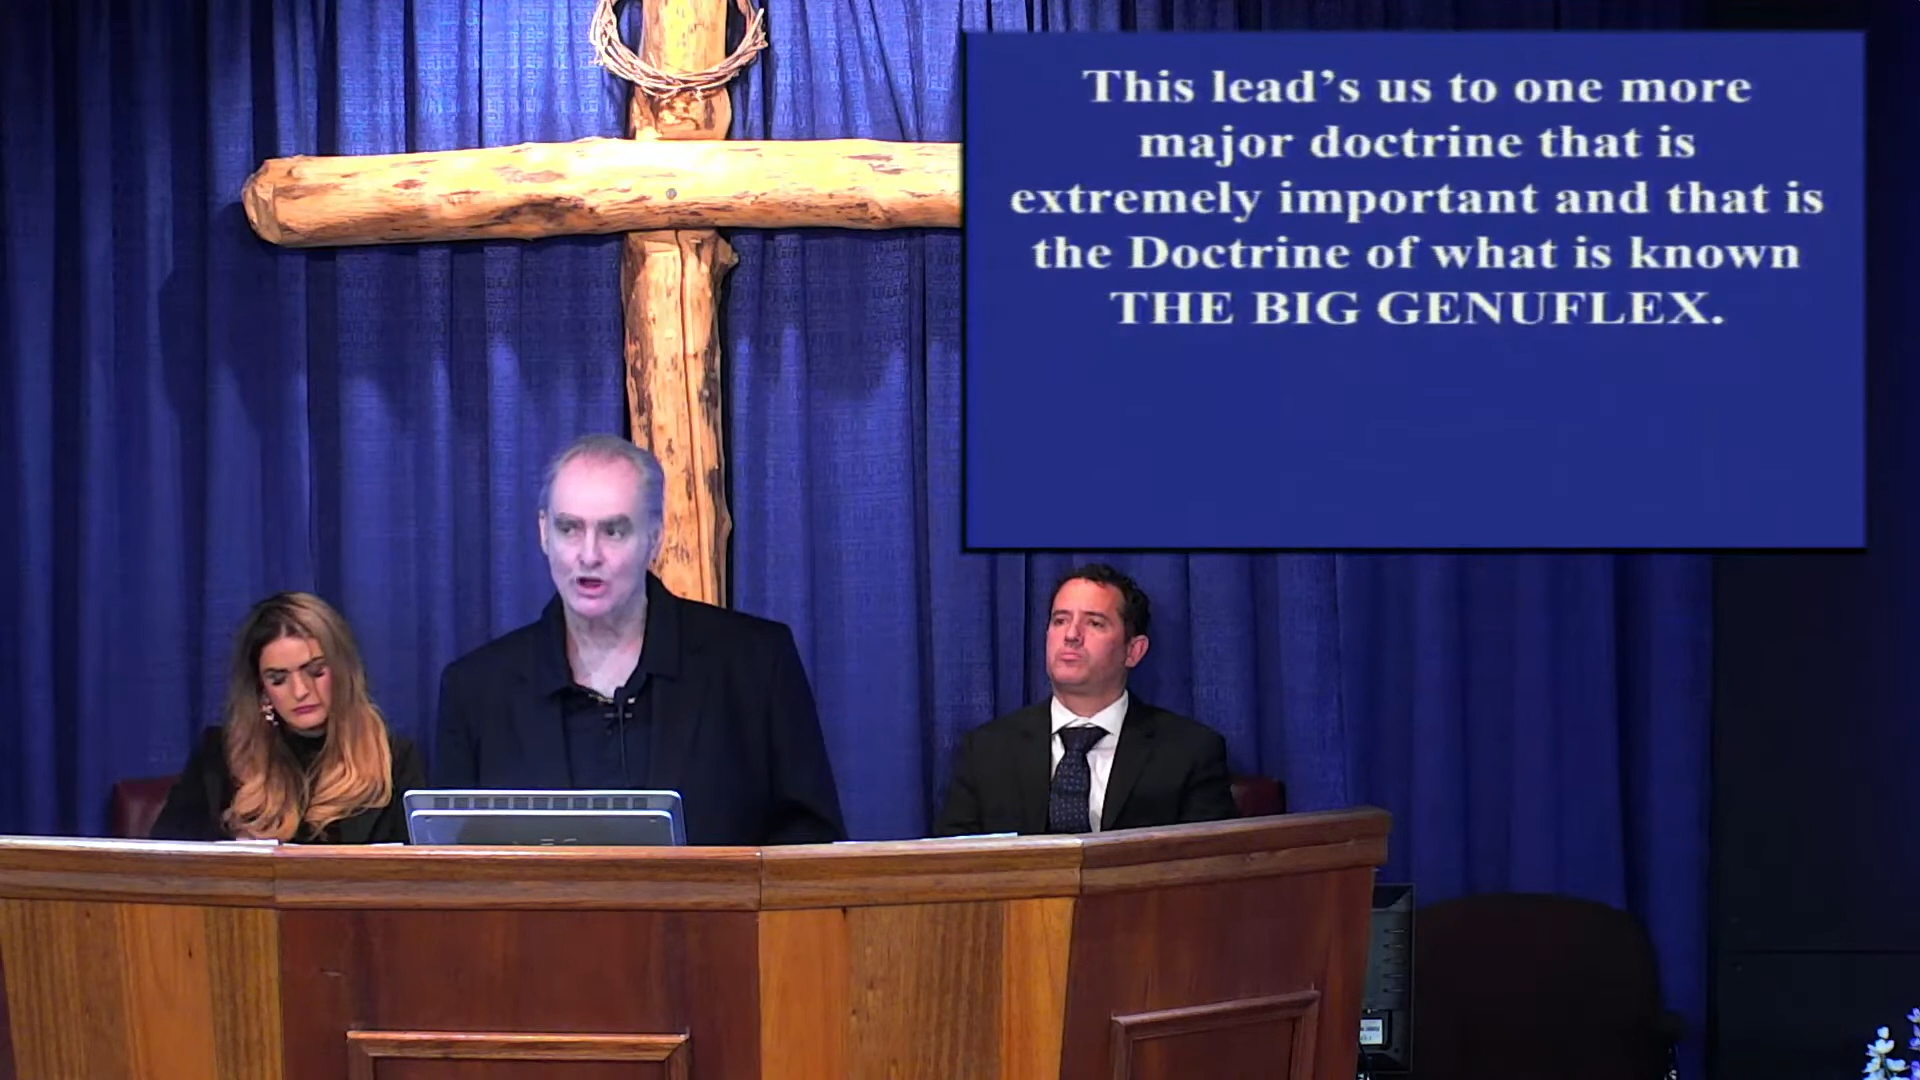 This lead’s us to one more
major doctrine that is
extremely important and that is
the Doctrine of what is known
THE BIG GENUFLEX.